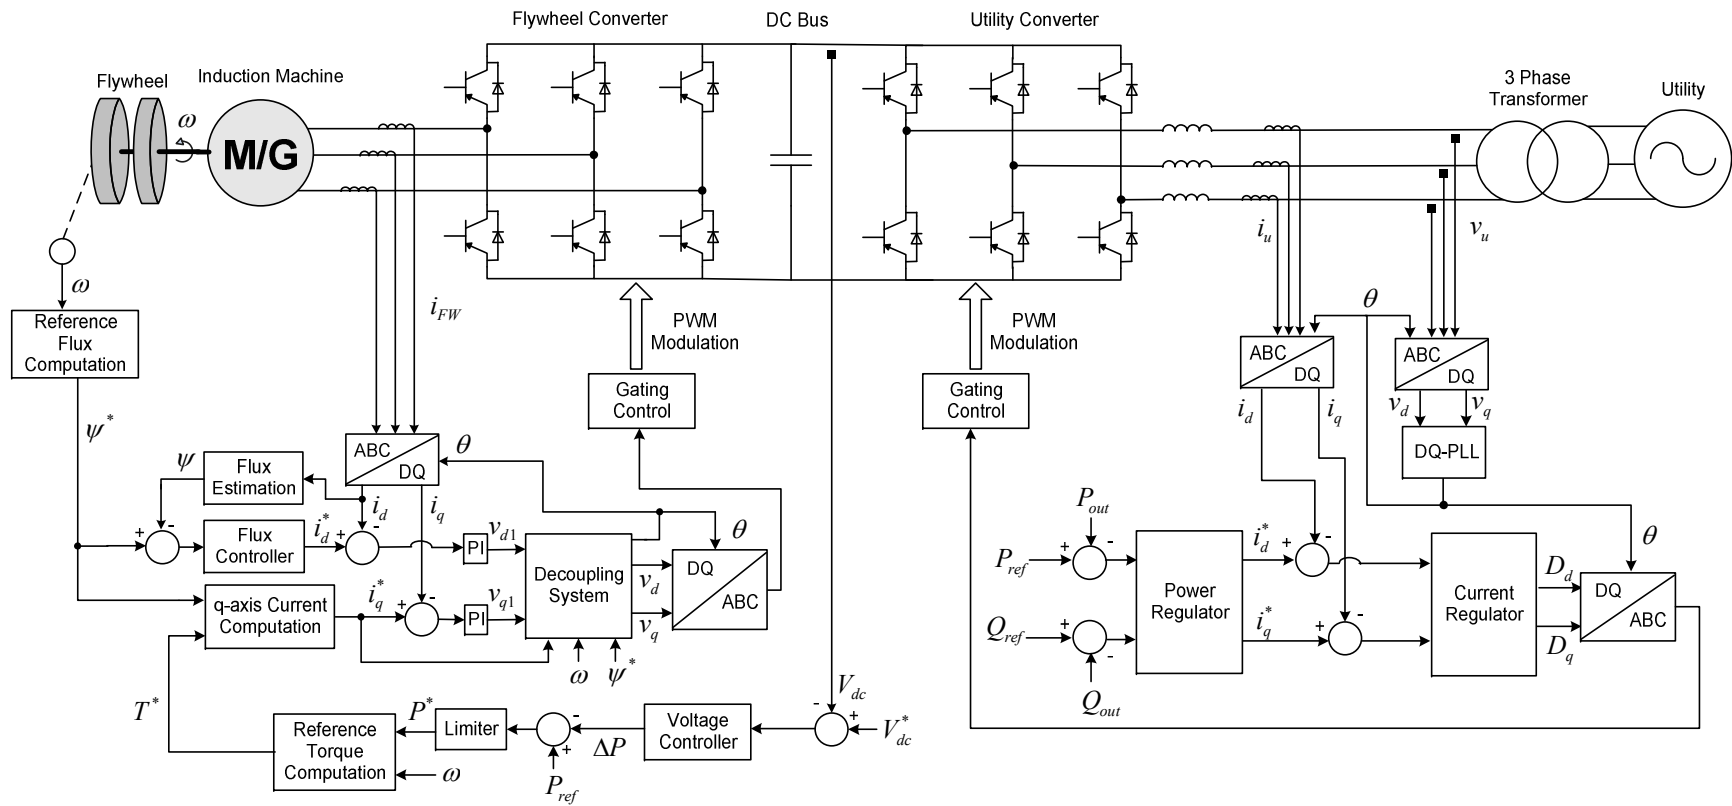 Flywheel Converter
DC Bus
Utility Converter
Flywheel
Induction Machine
3 Phase
Transformer
Utility
ω
M/G
i_u
v_u
ω
i_FW
θ
Reference
Flux
Computation
PWM
Modulation
PWM
Modulation
ABC
DQ
ABC
DQ
Gating
Control
Gating
Control
i_d
i_q
v_d
v_q
ψ*
DQ-PLL
ABC
DQ
θ
ψ
Flux
Estimation
i_d
i_q
P_out
+
-
Flux
Controller
i_d*
+
-
PI
v_d1
Decoupling
System
θ
DQ
ABC
v_d
v_q
P_ref
+
-
Power
Regulator
i_d*
+
-
Current
Regulator
D_d
θ
DQ
ABC
q-axis Current
Computation
i_q*
+
-
PI
v_q1
Q_ref
+
-
i_q*
+
-
D_q
ω
ψ*
Q_out
T*
V_dc
Reference
Torque
Computation
P*
Limiter
-
+
ΔP
Voltage
Controller
-
+
V_dc*
ω
P_ref